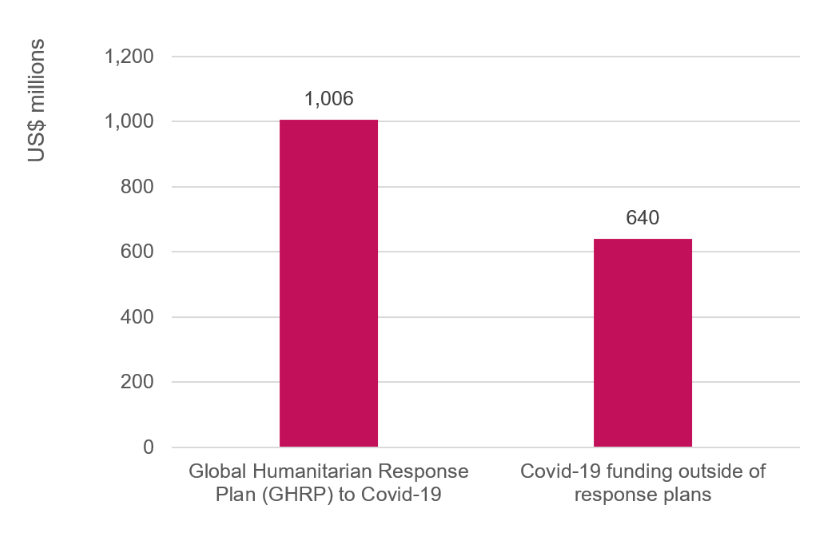 US$ millions
1,200
1,000
800
600
400
200
0
1,006
640
Global Humanitarian Response
Plan (GHRP) to Covid-19
Covid-19 funding outside of
response plans